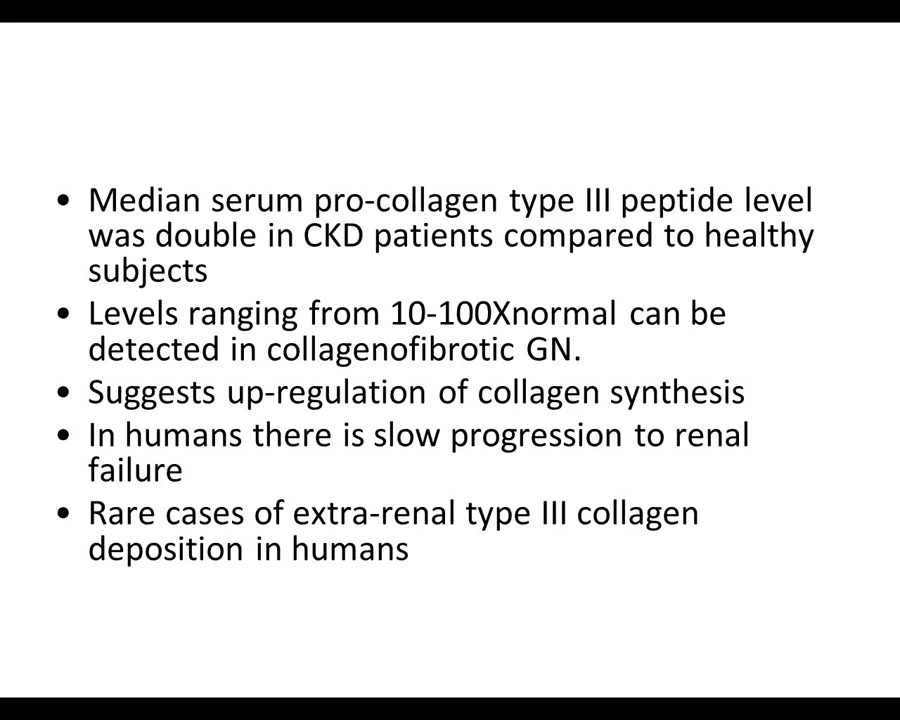 • Median serum pro-collagen type III peptide level
was double in CKD patients compared to healthy
subjects
• Levels ranging from 10-100Xnormal can be
detected in collagenofibrotic GN.
• Suggests up-regulation of collagen synthesis
• In humans there is slow progression to renal
failure
• Rare cases of extra-renal type III collagen
deposition in humans